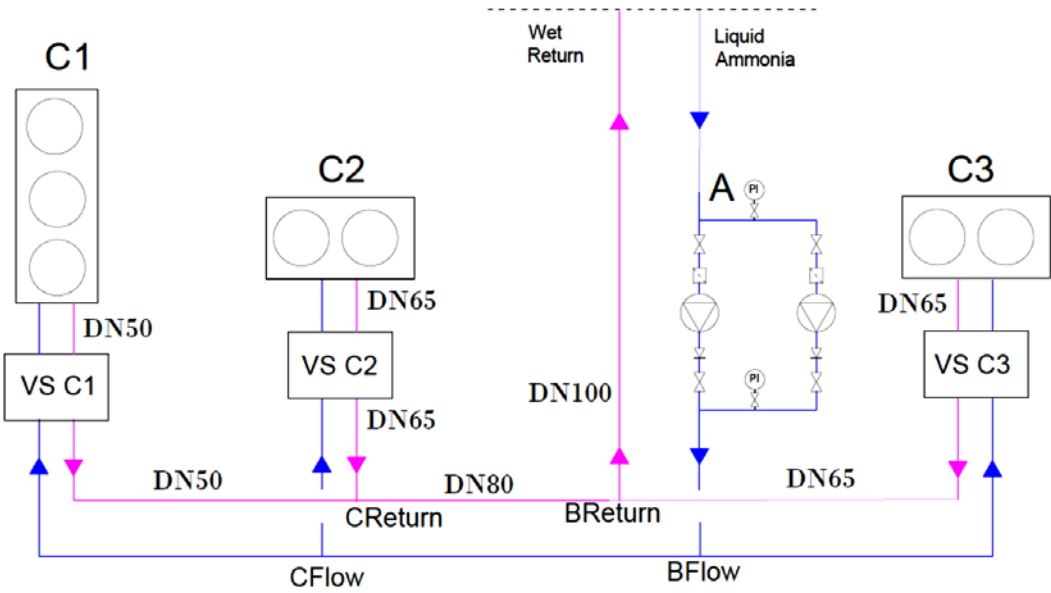 Wet
Return
Liquid
Ammonia
C1
C2
A
PI
C3
DN65
DN65
DN50
VS C1
VS C2
VS C3
PI
DN100
DN65
DN50
DN80
DN65
CReturn
BReturn
CFlow
BFlow